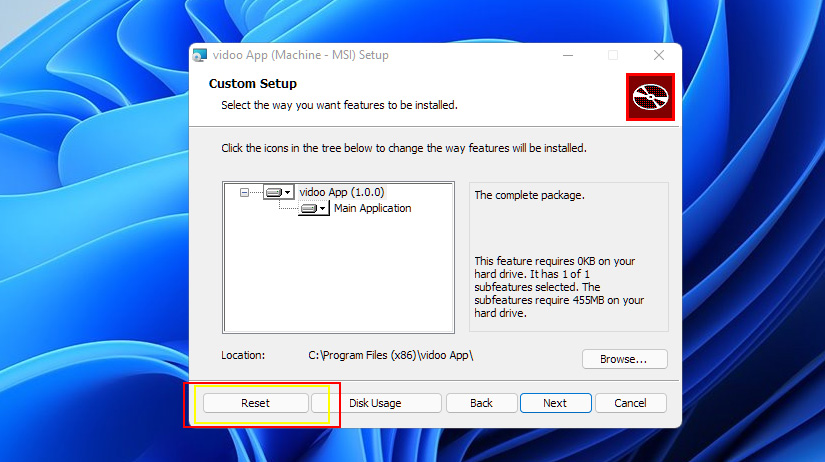 vidoo App (Machine - MSI) Setup
Custom Setup
Select the way you want features to be installed.
Click the icons in the tree below to change the way features will be installed.
vidoo App (1.0.0)
Main Application
The complete package.
This feature requires 0KB on your
hard drive. It has 1 of 1
subfeatures selected. The
subfeatures require 455MB on your
hard drive.
Location: C:\Program Files (x86)\vidoo App\
Browse...
Reset Disk Usage Back Next Cancel